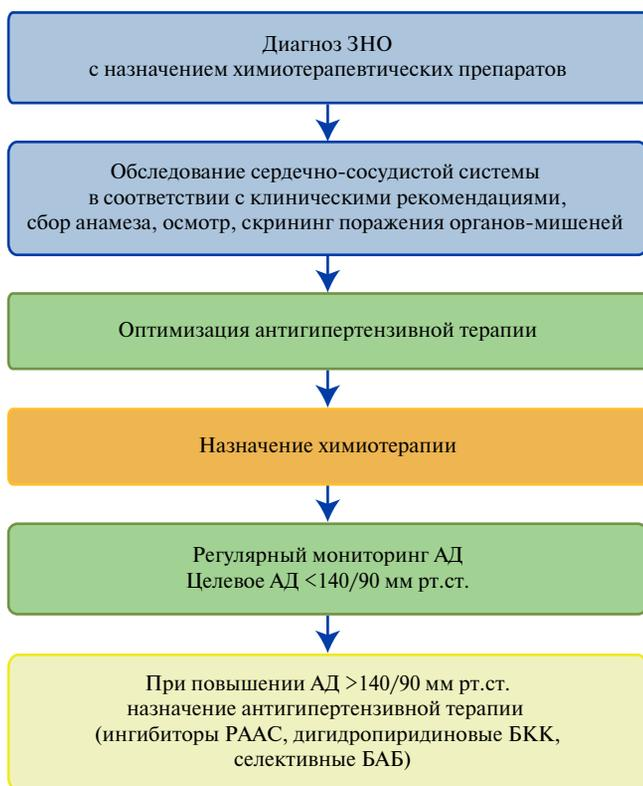 Диагноз ЗНО
с назначением химиотерапевтических препаратов
Обследование сердечно-сосудистой системы
в соответствии с клиническими рекомендациями,
сбор анамеза, осмотр, скрининг поражения органов-мишеней
Оптимизация антигипертензивной терапии
Назначение химиотерапии
Регулярный мониторинг АД
Целевое АД <140/90 мм рт.ст.
При повышении АД >140/90 мм рт.ст.
назначение антигипертензивной терапии
(ингибиторы РААС, дигидропиридиновые БКК,
селективные БАБ)